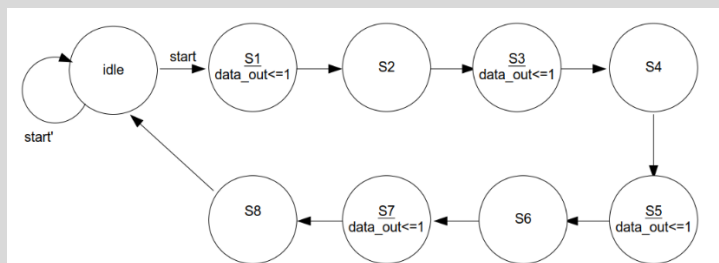 idle
start
start'
S1
data_out<=1
S2
S3
data_out<=1
S4
S5
data_out<=1
S6
S7
data_out<=1
S8